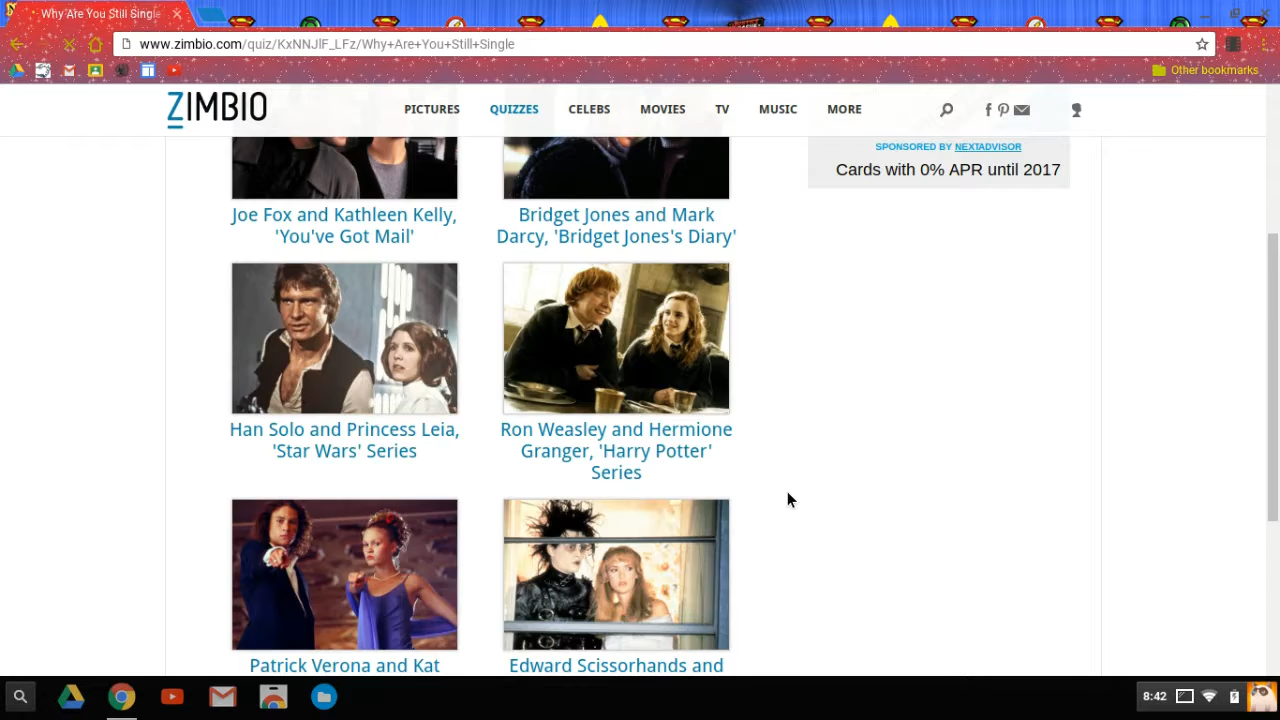 Why Are You Still Single
www.zimbio.com/quiz/KxNNJlF_LFz/Why+Are+You+Still+Single
Other bookmarks
ZIMBIO
PICTURES QUIZZES CELEBS MOVIES TV MUSIC MORE
SPONSORED BY NEXTADVISOR
Cards with 0% APR until 2017
Joe Fox and Kathleen Kelly,
'You've Got Mail'
Bridget Jones and Mark
Darcy, 'Bridget Jones's Diary'
Han Solo and Princess Leia,
'Star Wars' Series
Ron Weasley and Hermione
Granger, 'Harry Potter'
Series
Patrick Verona and Kat
Edward Scissorhands and
8:42